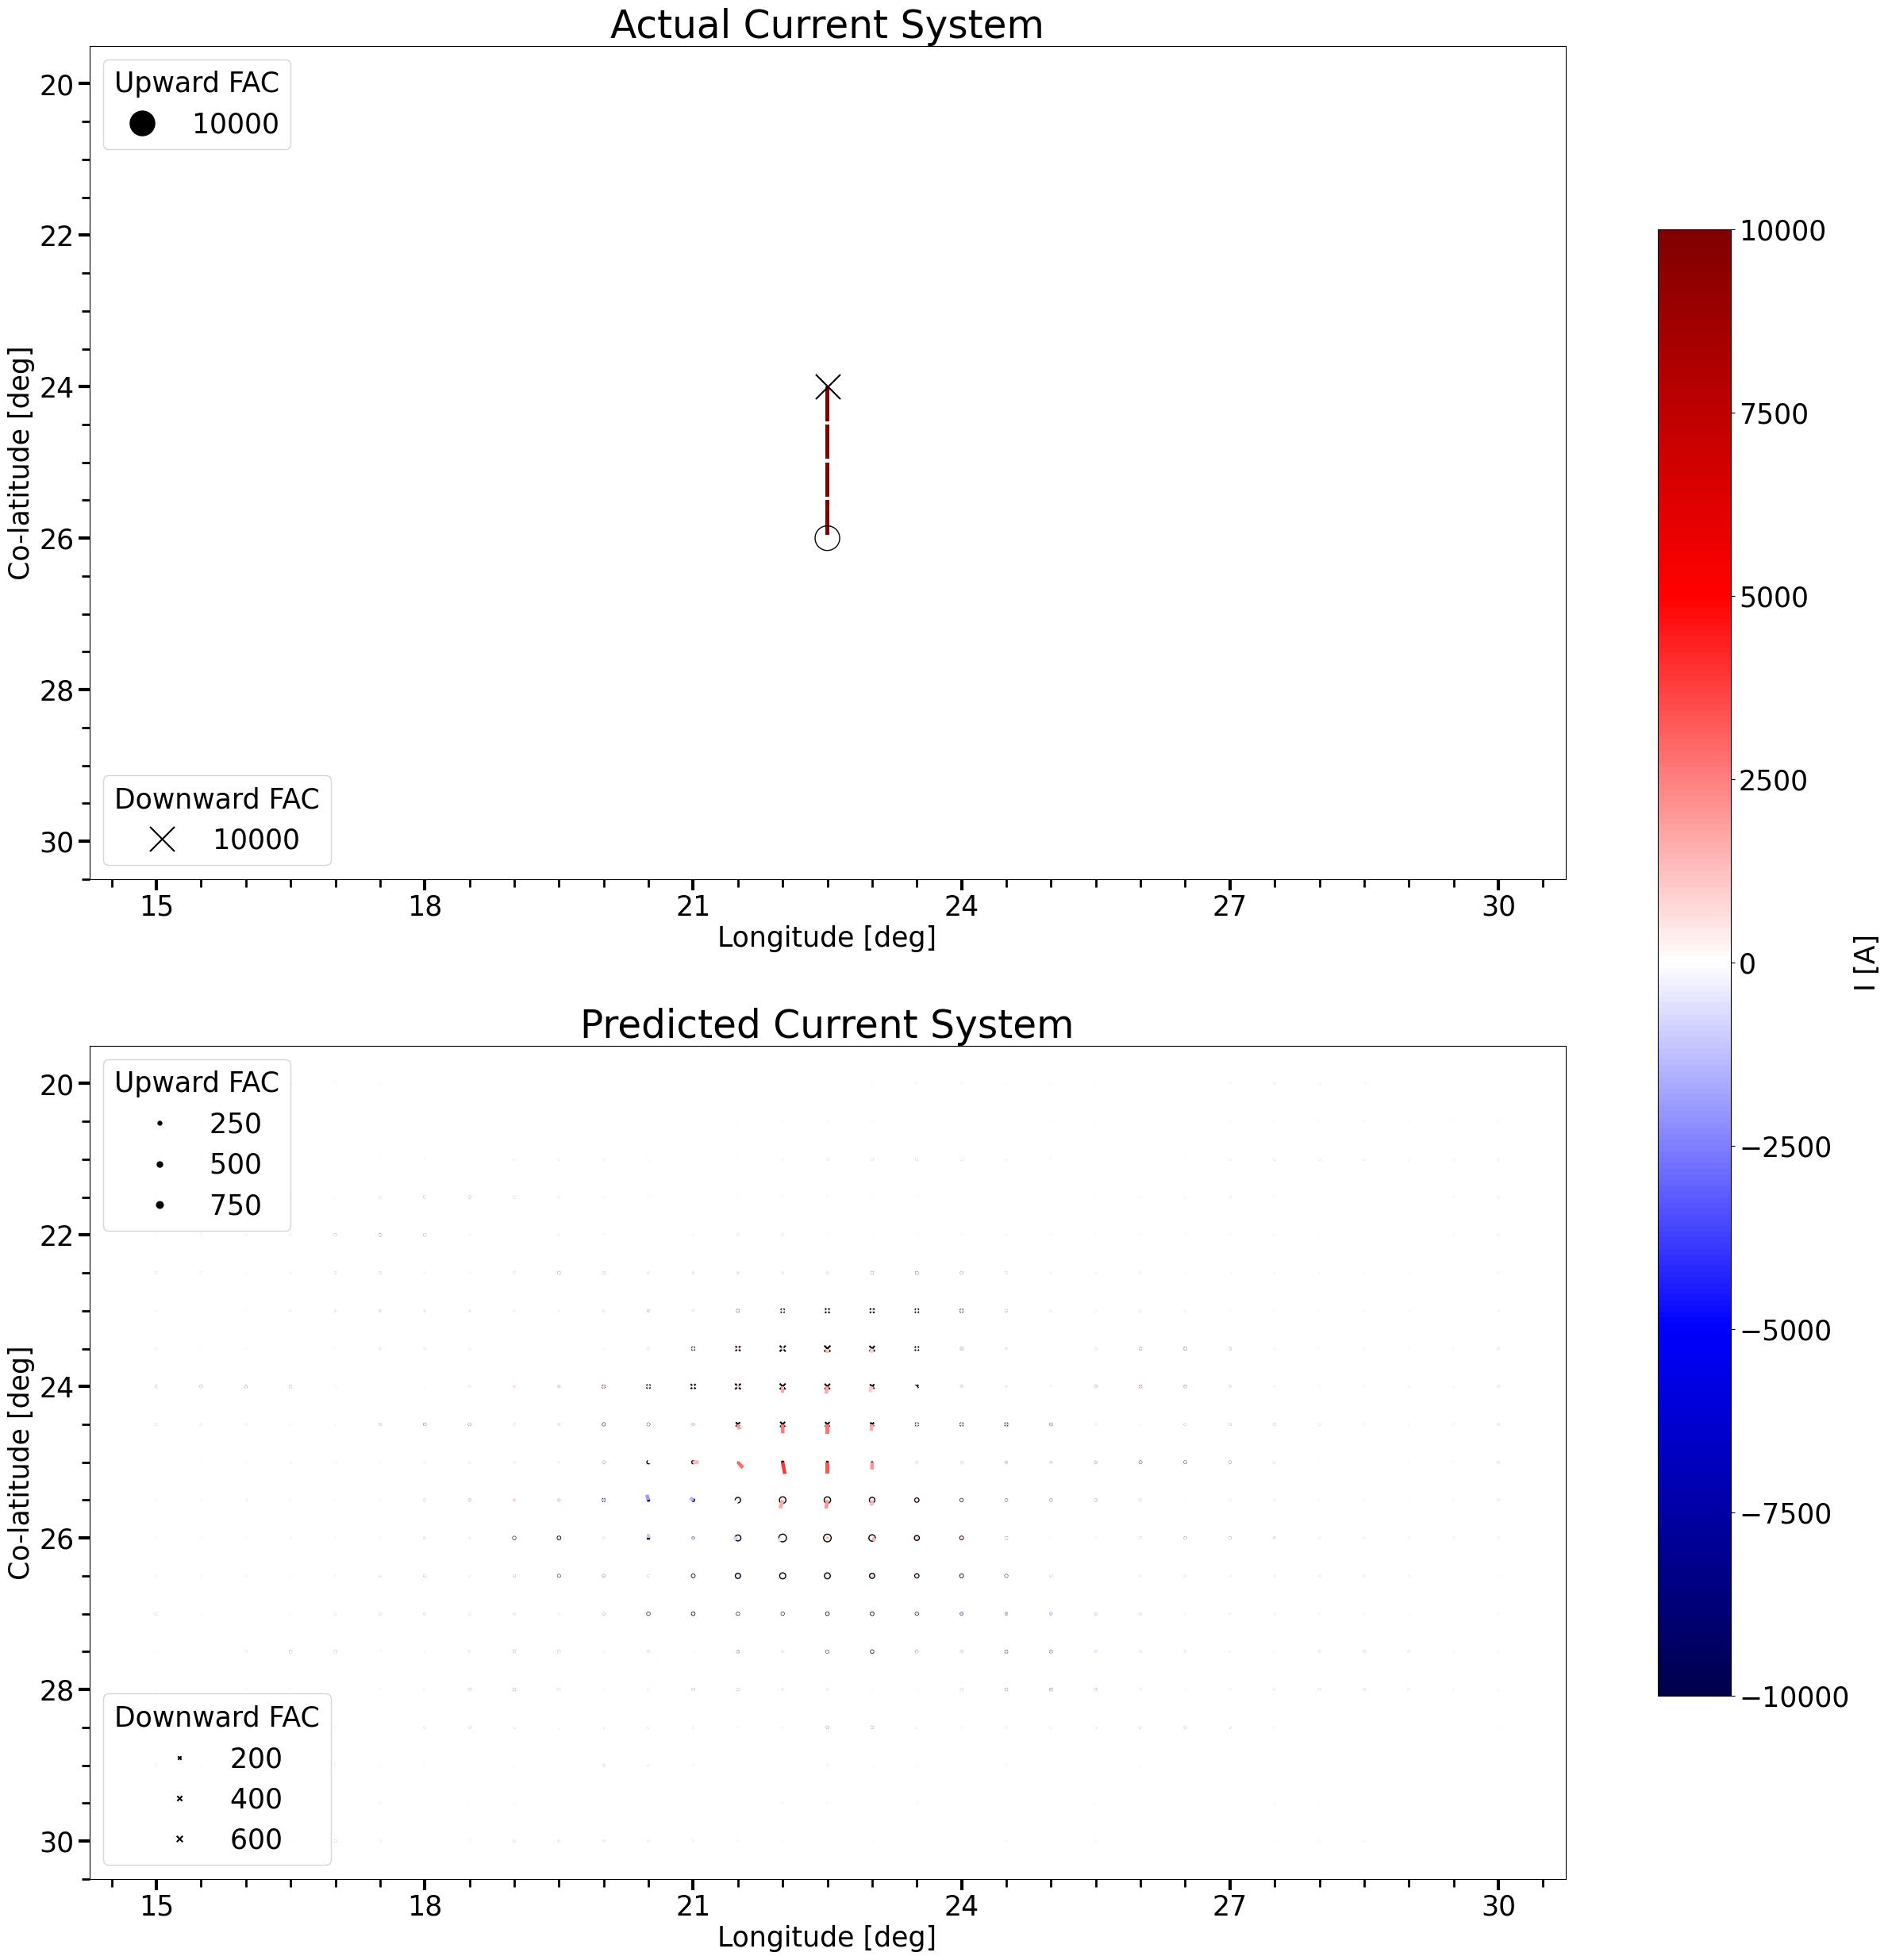 Actual Current System
Upward FAC
10000
20
22
24
26
28
30
Co-latitude [deg]
Downward FAC
10000
15 18 21 24 27 30
Longitude [deg]
Predicted Current System
Upward FAC
250
500
750
20
22
24
26
28
30
Co-latitude [deg]
Downward FAC
200
400
600
15 18 21 24 27 30
Longitude [deg]
10000
7500
5000
2500
0
−2500
−5000
−7500
−10000
I [A]